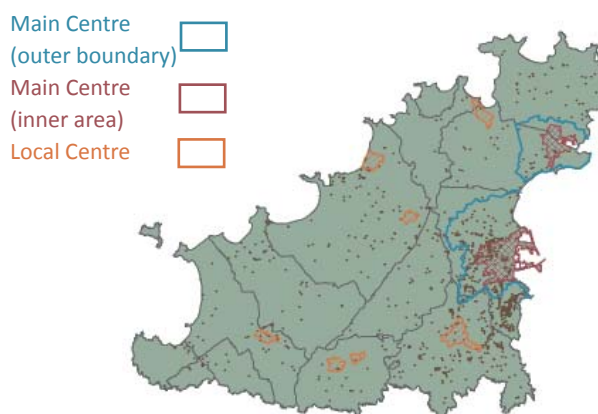 Main Centre
(outer boundary)
Main Centre
(inner area)
Local Centre